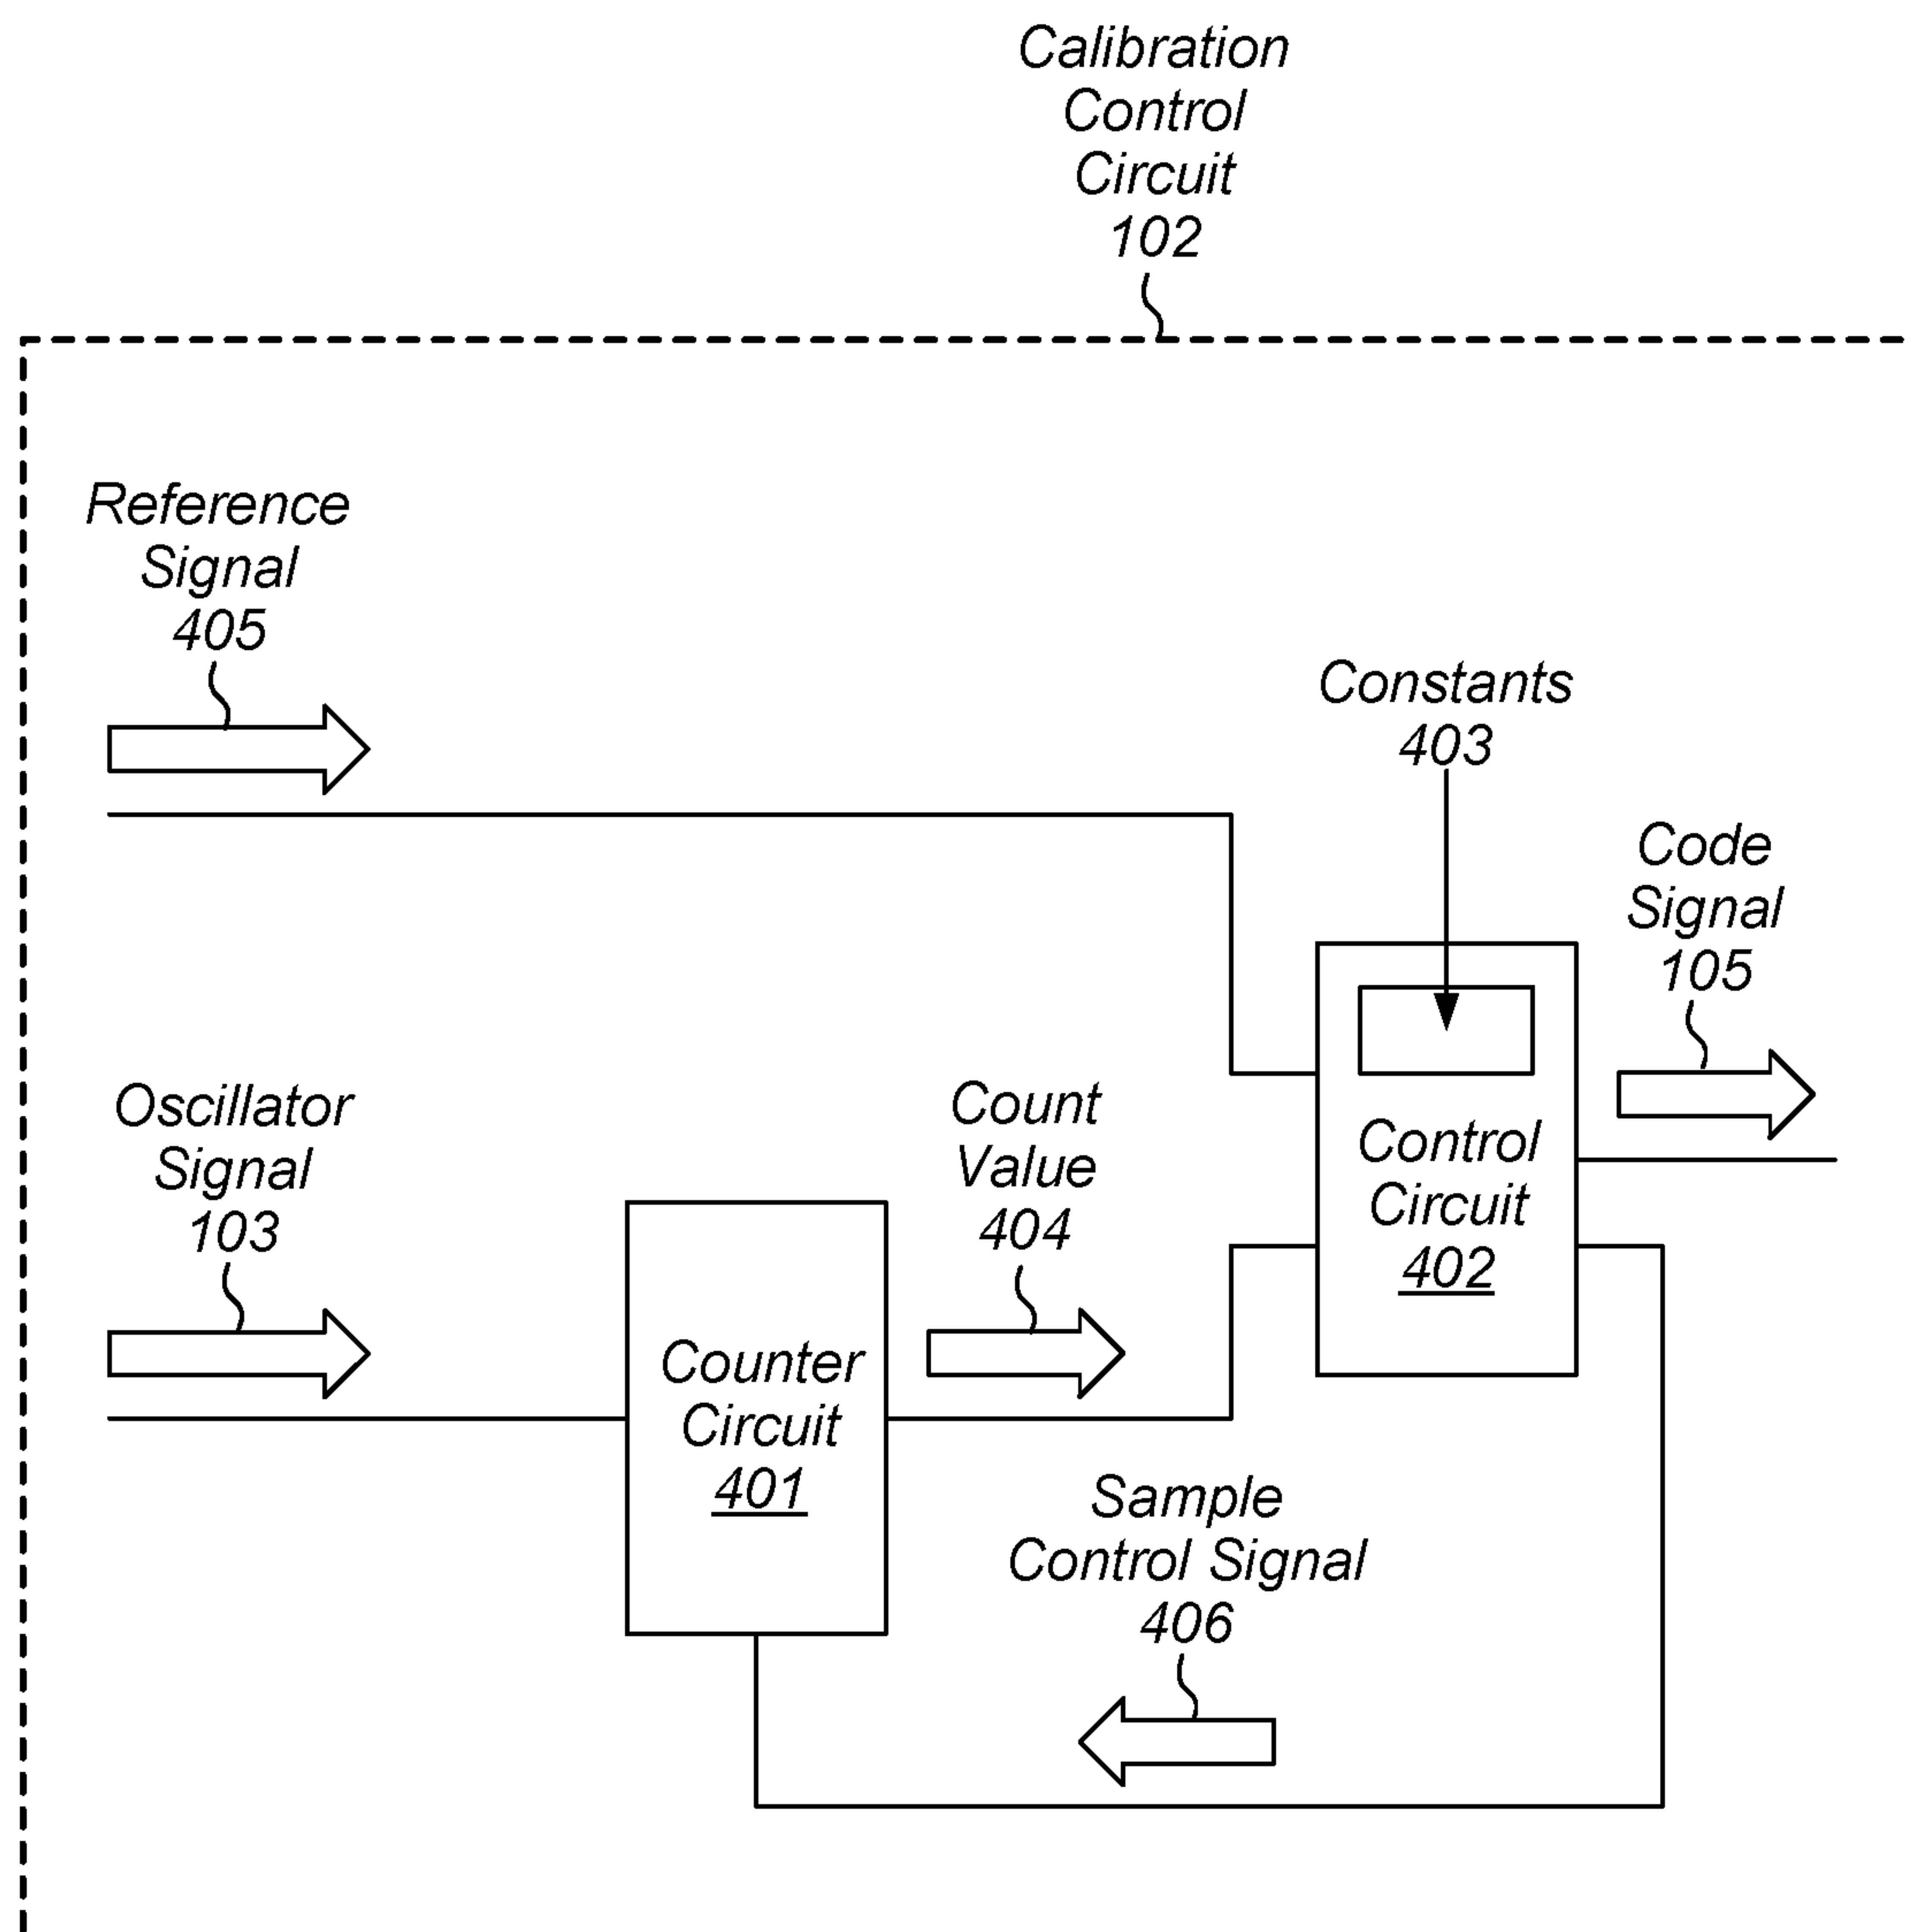 Calibration
Control
Circuit
102
Reference
Signal
405
Constants
403
Code
Signal
105
Oscillator
Signal
103
Count
Value
404
Control
Circuit
402
Counter
Circuit
401
Sample
Control Signal
406